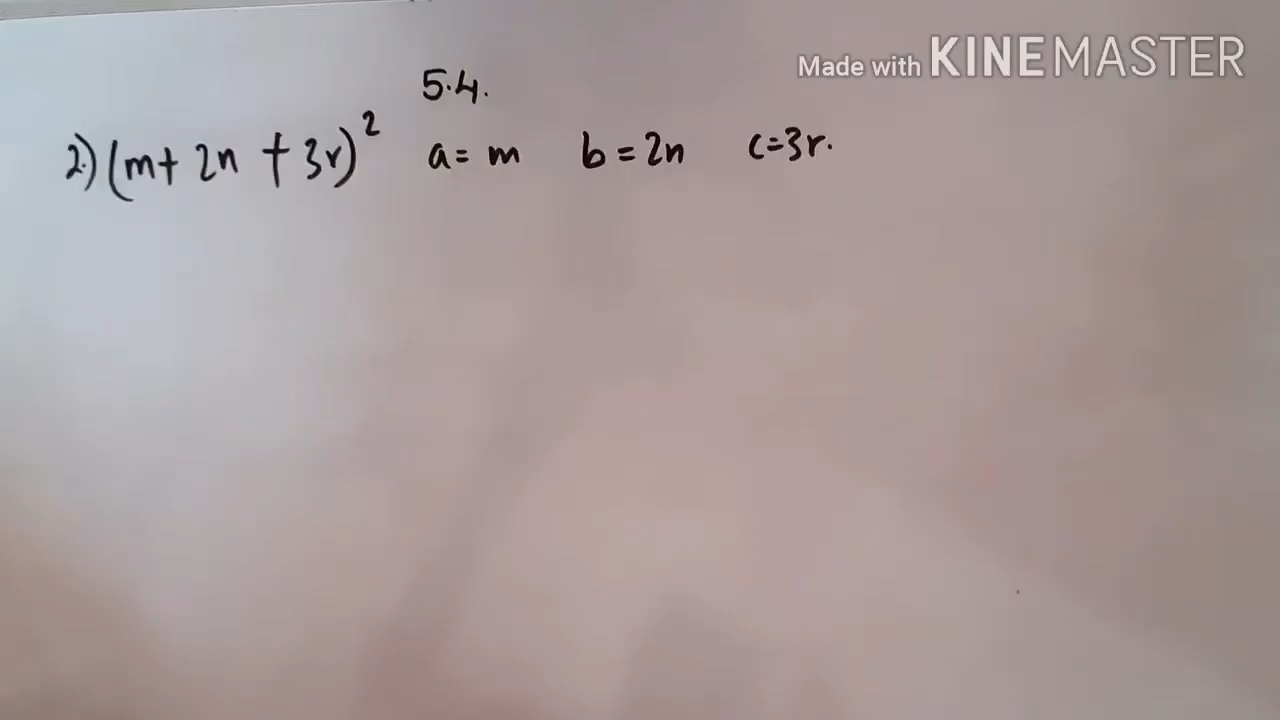 Made with KINEMASTER
5.4.
2.) (m + 2n + 3r)² a = m b = 2n c = 3r.